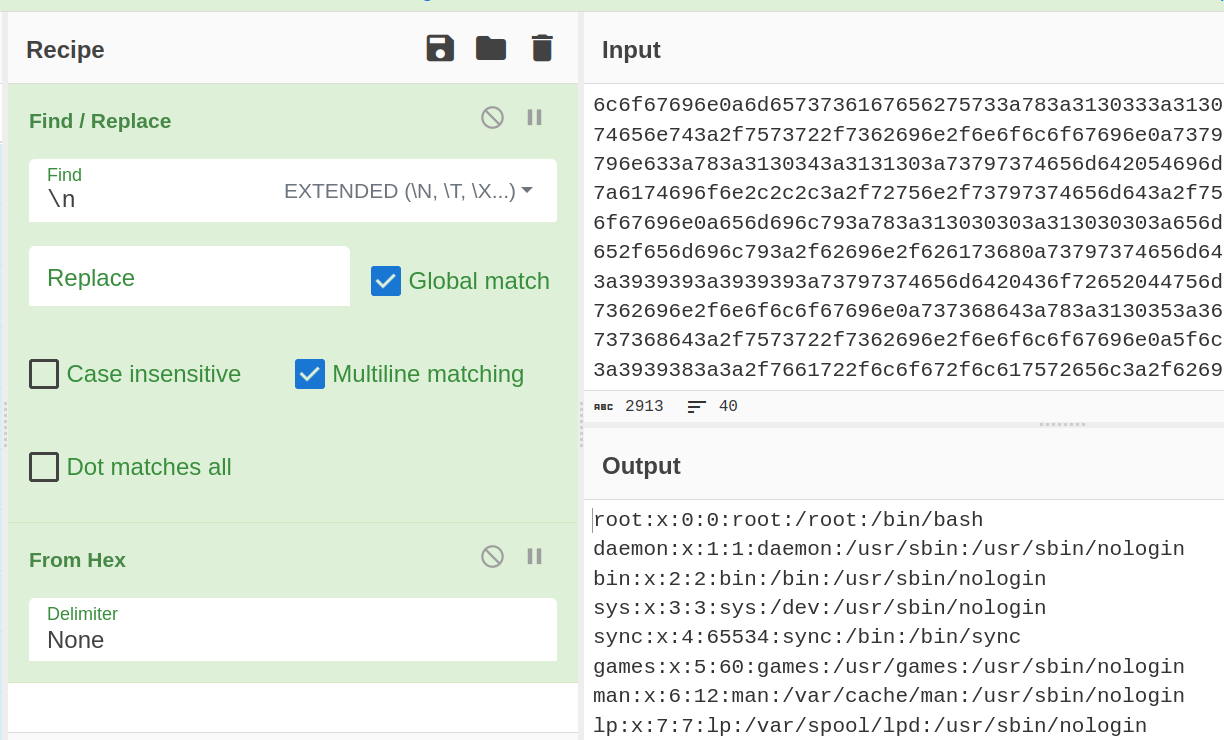 Recipe
Find / Replace
Find
\n
EXTENDED (\N, \T, \X...)
Replace
Global match
Case insensitive
Multiline matching
Dot matches all
From Hex
Delimiter
None
Input
6c6f67696e0a6d6573736167656275733a783a3130333a3130
74656e743a2f7573722f7362696e2f6e6f6c6f67696e0a7379
796e633a783a3130343a3131303a73797374656d642054696d
7a6174696f6e2c2c2c3a2f72756e2f73797374656d643a2f75
6f67696e0a656d696c793a783a313030303a313030303a656d
652f656d696c793a2f62696e2f626173680a73797374656d64
3a3939393a3939393a73797374656d6420436f72652044756d
7362696e2f6e6f6c6f67696e0a737368643a783a3130353a36
737368643a2f7573722f7362696e2f6e6f6c6f67696e0a5f6c
3a3939383a3a2f7661722f6c6f672f6c617572656c3a2f6269
ABC 2913 40
Output
root:x:0:0:root:/root:/bin/bash
daemon:x:1:1:daemon:/usr/sbin:/usr/sbin/nologin
bin:x:2:2:bin:/bin:/usr/sbin/nologin
sys:x:3:3:sys:/dev:/usr/sbin/nologin
sync:x:4:65534:sync:/bin:/bin/sync
games:x:5:60:games:/usr/games:/usr/sbin/nologin
man:x:6:12:man:/var/cache/man:/usr/sbin/nologin
lp:x:7:7:lp:/var/spool/lpd:/usr/sbin/nologin